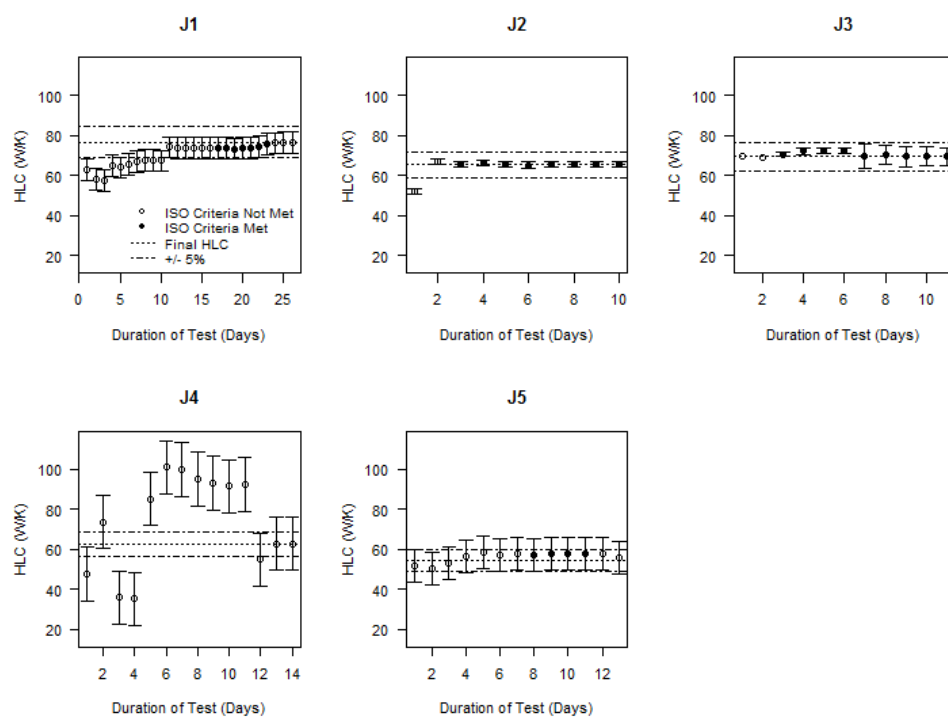 J1
HLC (W/K)
100
80
60
40
20
ISO Criteria Not Met
ISO Criteria Met
Final HLC
+/- 5%
0 5 10 15 20 25
Duration of Test (Days)
J2
HLC (W/K)
100
80
60
40
20
2 4 6 8 10
Duration of Test (Days)
J3
HLC (W/K)
100
80
60
40
20
2 4 6 8 10
Duration of Test (Days)
J4
HLC (W/K)
100
80
60
40
20
2 4 6 8 10 12 14
Duration of Test (Days)
J5
HLC (W/K)
100
80
60
40
20
2 4 6 8 10 12
Duration of Test (Days)